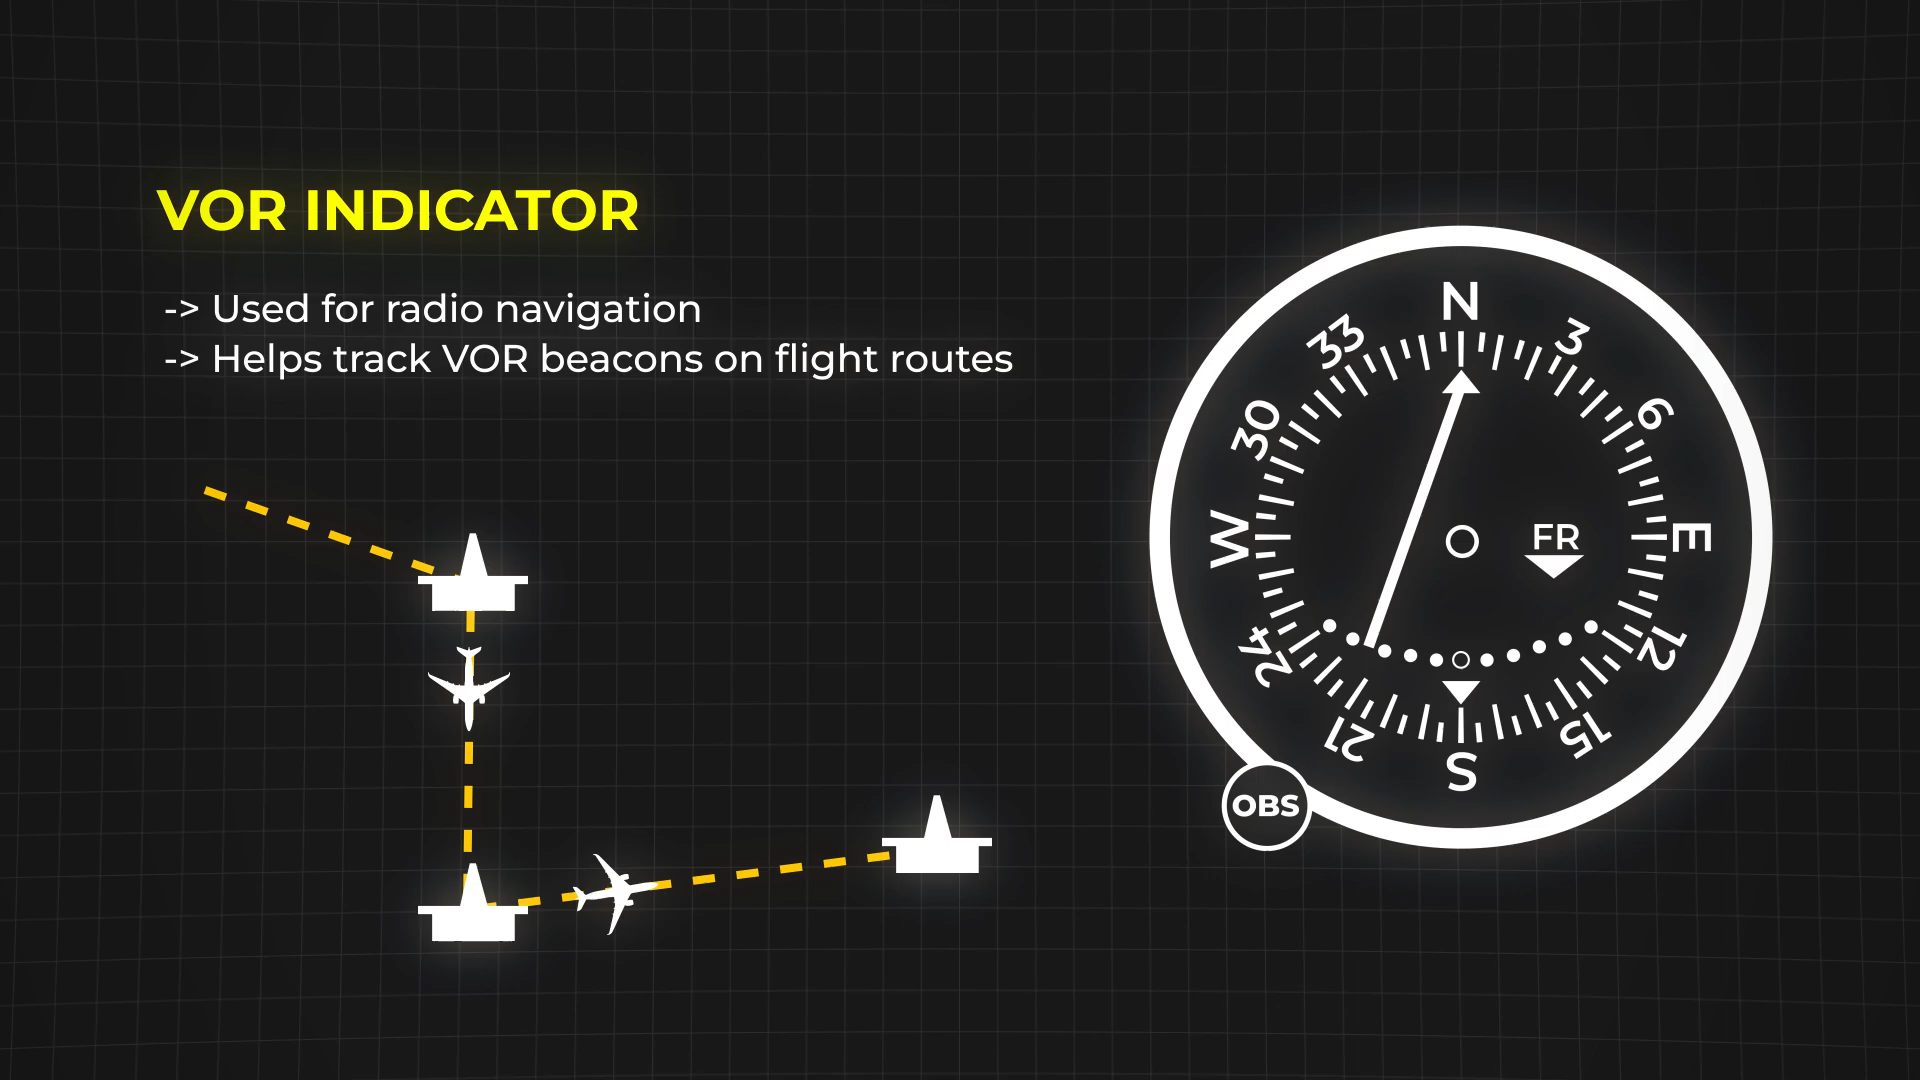 VOR INDICATOR
-> Used for radio navigation
-> Helps track VOR beacons on flight routes
N
3
6
E
12
15
S
21
24
W
30
33
FR
OBS